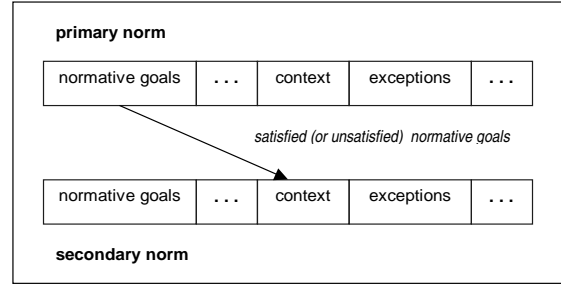 primary norm
normative goals . . . context exceptions . . .
satisfied (or unsatisfied) normative goals
normative goals . . . context exceptions . . .
secondary norm